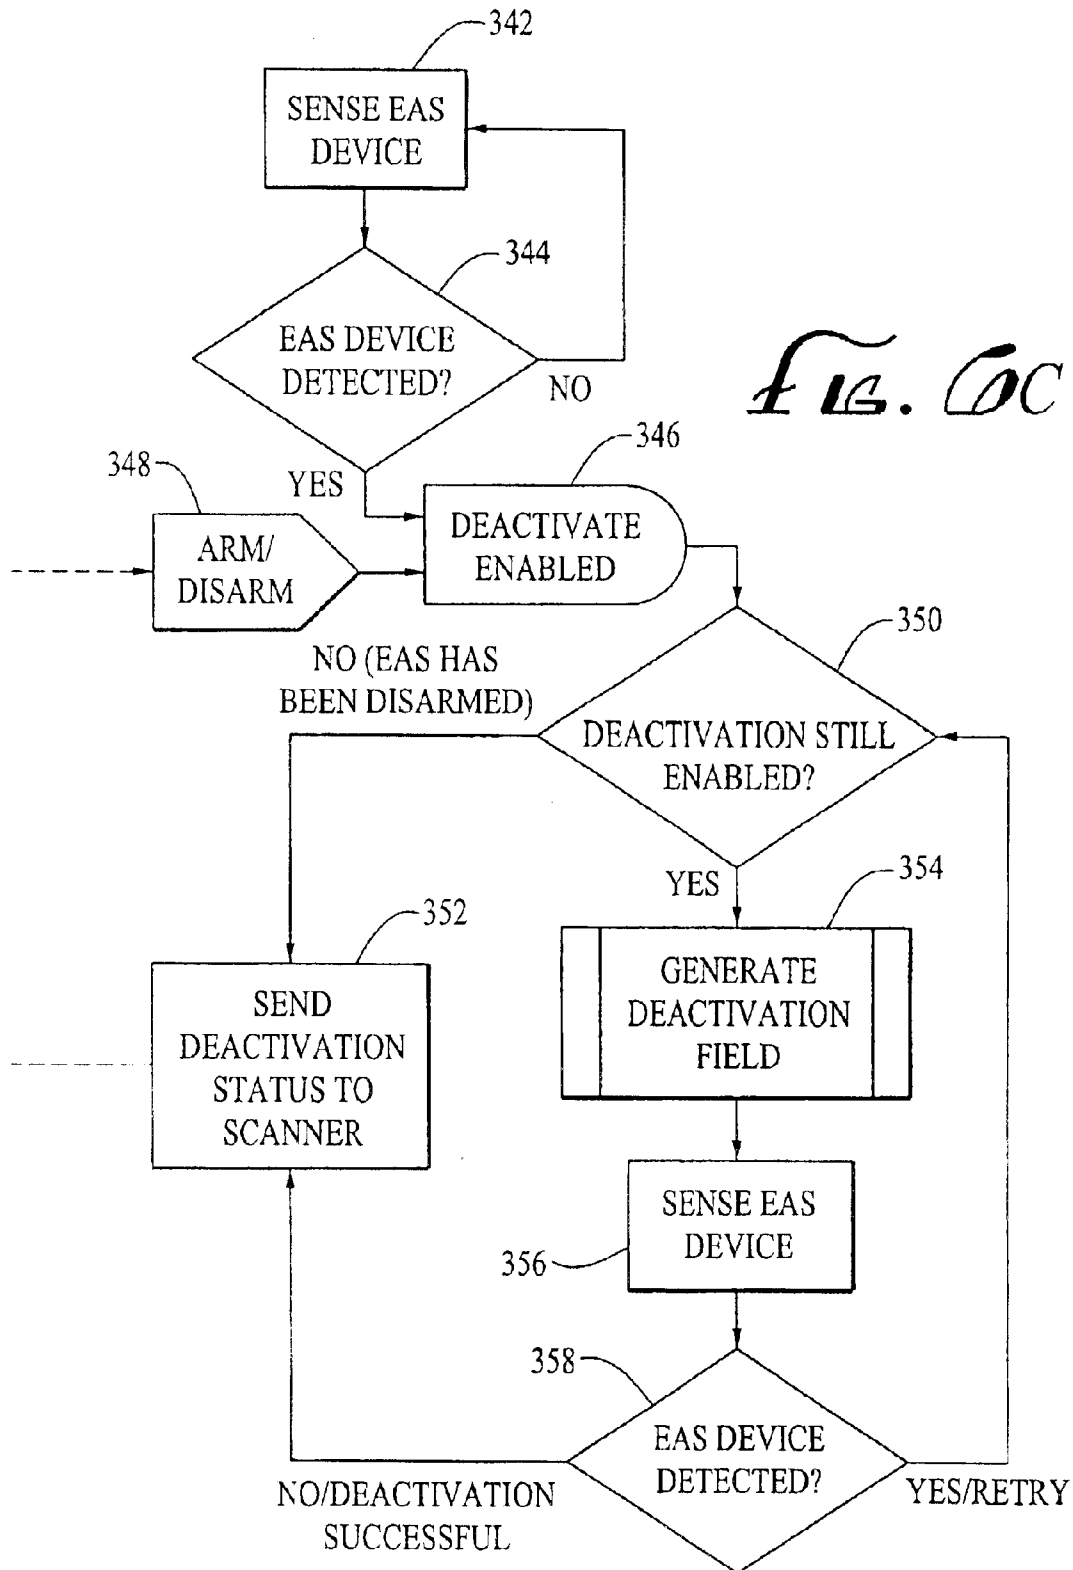 342
SENSE EAS
DEVICE
344
EAS DEVICE
DETECTED?
NO
FIG. 6C
YES
346
348
DEACTIVATE
ENABLED
ARM/
DISARM
350
NO (EAS HAS
BEEN DISARMED)
DEACTIVATION STILL
ENABLED?
YES
354
352
GENERATE
DEACTIVATION
FIELD
SEND
DEACTIVATION
STATUS TO
SCANNER
SENSE EAS
DEVICE
356
358
EAS DEVICE
DETECTED?
NO/DEACTIVATION
SUCCESSFUL
YES/RETRY